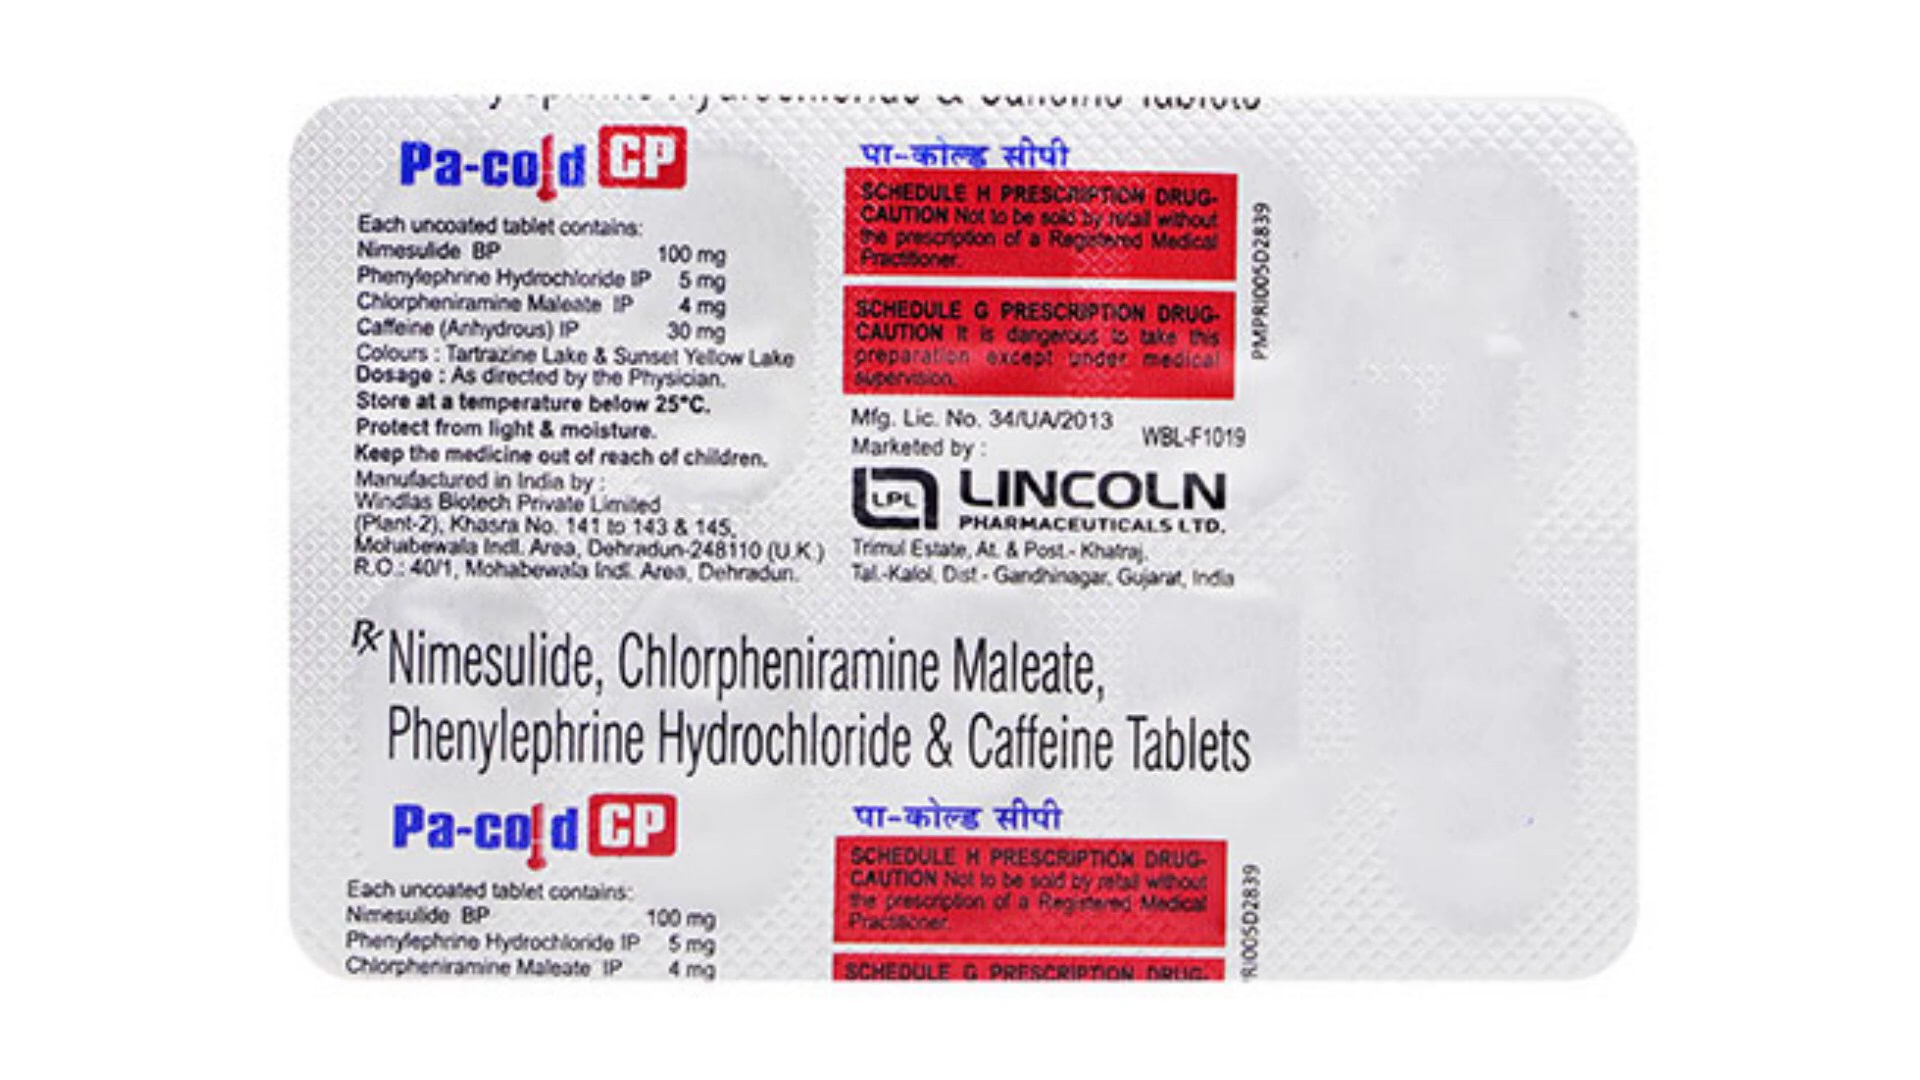 Hydrochloride & Caffeine Tablets
Pa-cold CP
Each uncoated tablet contains:
Nimesulide BP 100 mg
Phenylephrine Hydrochloride IP 5 mg
Chlorpheniramine Maleate IP 4 mg
Caffeine (Anhydrous) IP 30 mg
Colours : Tartrazine Lake & Sunset Yellow Lake
Dosage : As directed by the Physician.
Store at a temperature below 25°C.
Protect from light & moisture.
Keep the medicine out of reach of children.
Manufactured in India by :
Windlas Biotech Private Limited
(Plant-2), Khasra No. 141 to 143 & 145,
Mohabewala Indl. Area, Dehradun-248110 (U.K.)
R.O.: 40/1, Mohabewala Indl. Area, Dehradun.
पा-कोल्ड सीपी
SCHEDULE H PRESCRIPTION DRUG-
CAUTION Not to be sold by retail without
the prescription of a Registered Medical
Practitioner.
SCHEDULE G PRESCRIPTION DRUG-
CAUTION It is dangerous to take this
preparation except under medical
supervision.
PMPRI005D2839
Mfg. Lic. No. 34/UA/2013
WBL-F1019
Marketed by :
LPL LINCOLN
PHARMACEUTICALS LTD.
Trimul Estate, At. & Post.- Khatraj,
Tal.-Kalol, Dist - Gandhinagar, Gujarat, India
Rx Nimesulide, Chlorpheniramine Maleate,
Phenylephrine Hydrochloride & Caffeine Tablets
Pa-cold CP
Each uncoated tablet contains:
Nimesulide BP 100 mg
Phenylephrine Hydrochloride IP 5 mg
Chlorpheniramine Maleate IP 4 mg
पा-कोल्ड सीपी
SCHEDULE H PRESCRIPTION DRUG-
CAUTION Not to be sold by retail without
the prescription of a Registered Medical
Practitioner.
SCHEDULE G PRESCRIPTION DRUG-
RI005D2839